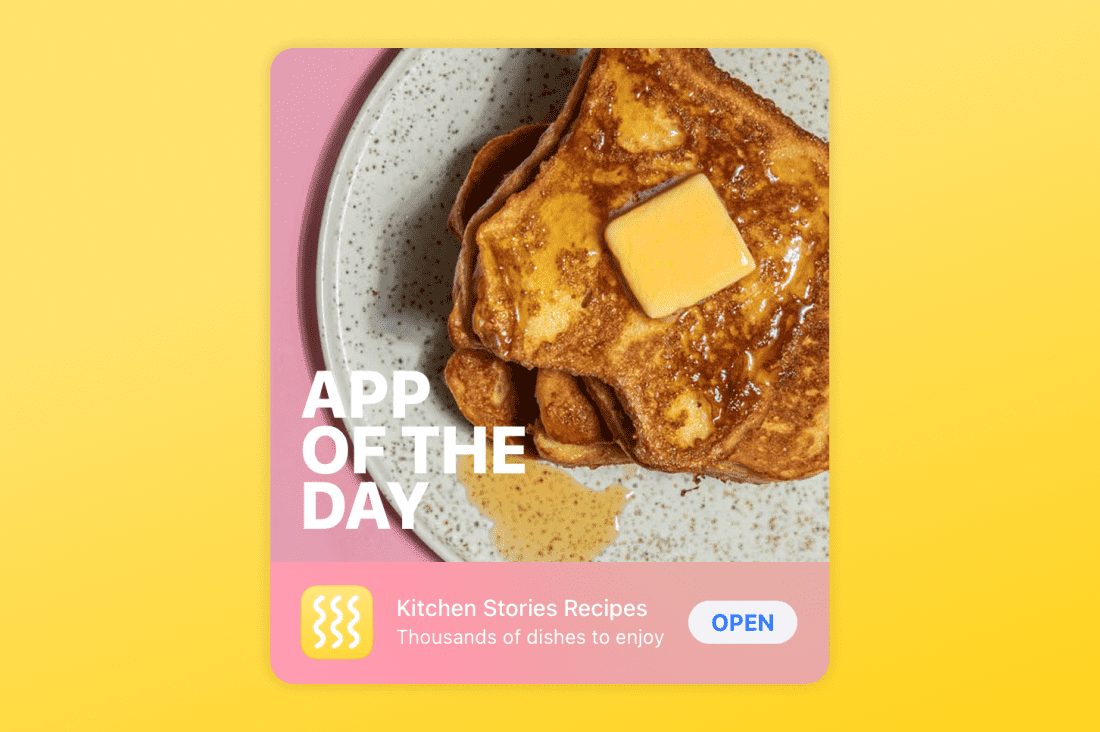 APP
OF THE
DAY
Kitchen Stories Recipes
Thousands of dishes to enjoy
OPEN